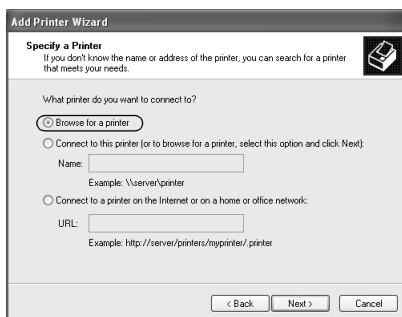 Add Printer Wizard
Specify a Printer
If you don't know the name or address of the printer, you can search for a printer
that meets your needs.
What printer do you want to connect to?
Browse for a printer
Connect to this printer (or to browse for a printer, select this option and click Next):
Name:
Example: \\server\printer
Connect to a printer on the Internet or on a home or office network:
URL:
Example: http://server/printers/myprinter/.printer
< Back Next > Cancel